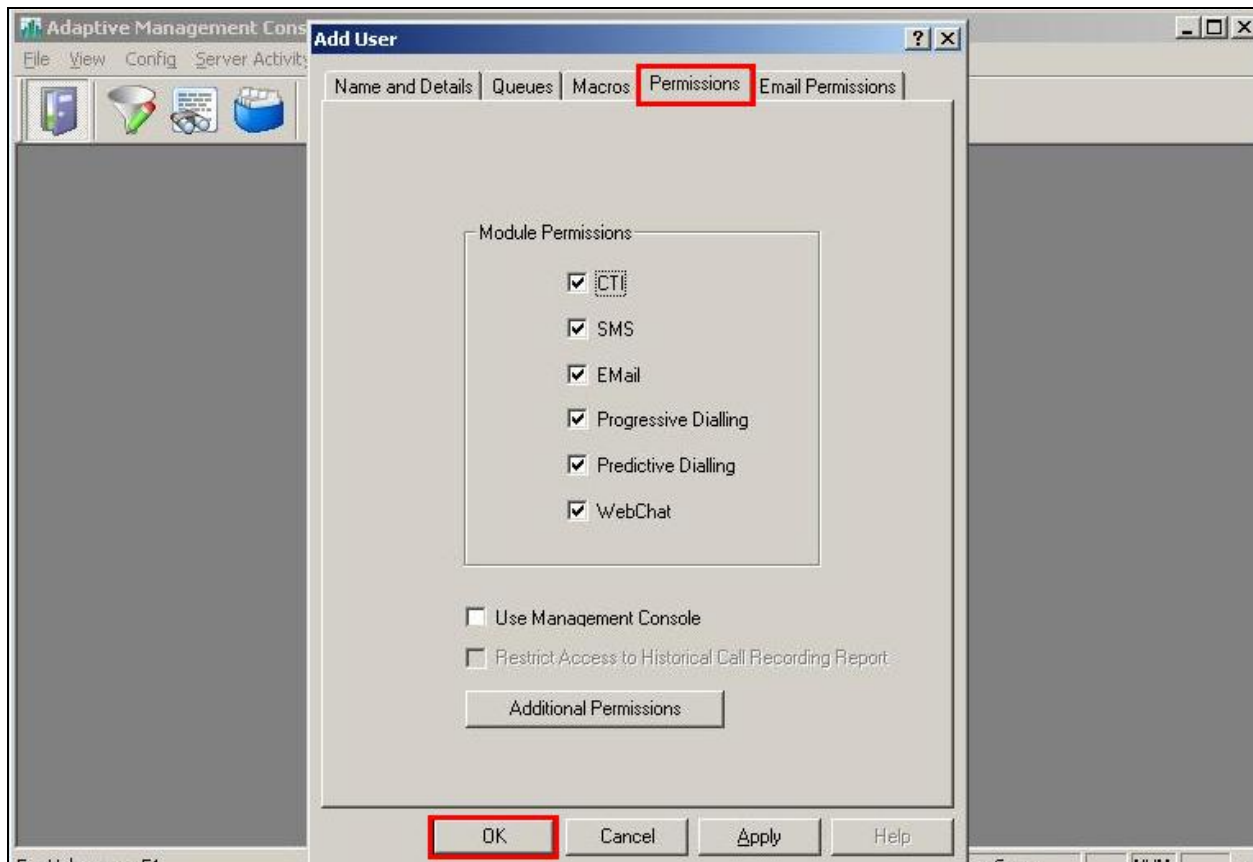 Adaptive Management Cons
Add User
File View Config Server Activity
Name and Details Queues Macros Permissions Email Permissions
Module Permissions
CTI
SMS
EMail
Progressive Dialling
Predictive Dialling
WebChat
Use Management Console
Restrict Access to Historical Call Recording Report
Additional Permissions
OK Cancel Apply Help